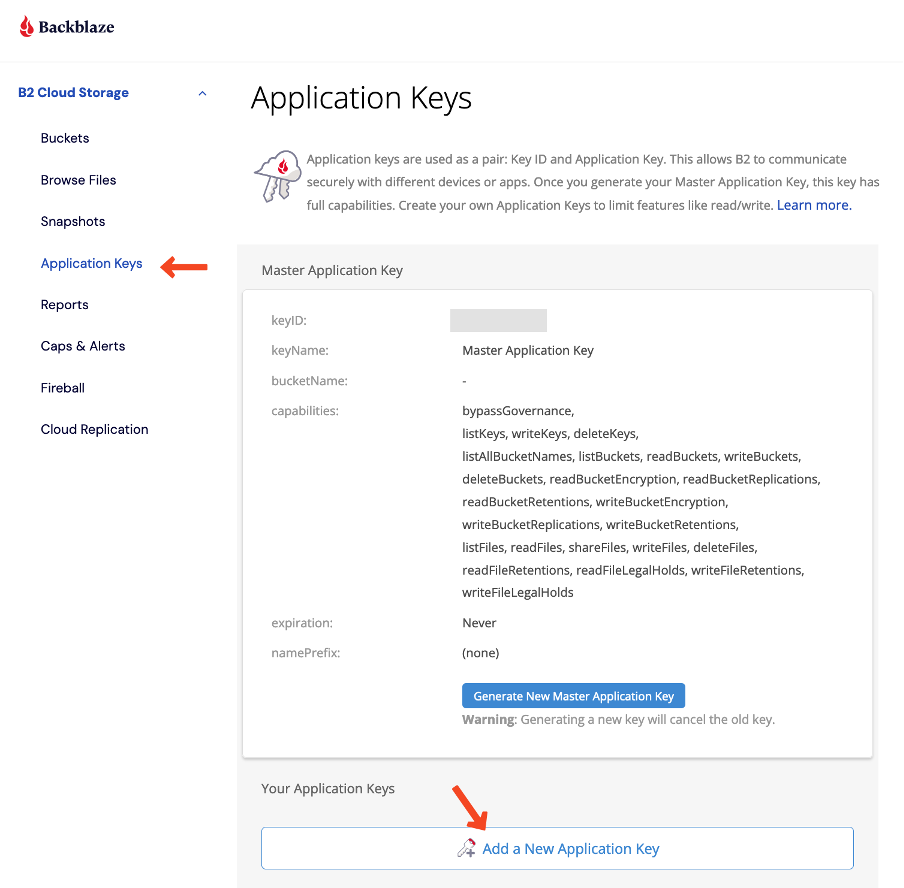 Backblaze
B2 Cloud Storage
Buckets
Browse Files
Snapshots
Application Keys
Reports
Caps & Alerts
Fireball
Cloud Replication
Application Keys
Application keys are used as a pair: Key ID and Application Key. This allows B2 to communicate
securely with different devices or apps. Once you generate your Master Application Key, this key has
full capabilities. Create your own Application Keys to limit features like read/write. Learn more.
Master Application Key
keyID:
keyName: Master Application Key
bucketName: -
capabilities: bypassGovernance,
listKeys, writeKeys, deleteKeys,
listAllBucketNames, listBuckets, readBuckets, writeBuckets,
deleteBuckets, readBucketEncryption, readBucketReplications,
readBucketRetentions, writeBucketEncryption,
writeBucketReplications, writeBucketRetentions,
listFiles, readFiles, shareFiles, writeFiles, deleteFiles,
readFileRetentions, readFileLegalHolds, writeFileRetentions,
writeFileLegalHolds
expiration: Never
namePrefix: (none)
Generate New Master Application Key
Warning: Generating a new key will cancel the old key.
Your Application Keys
Add a New Application Key